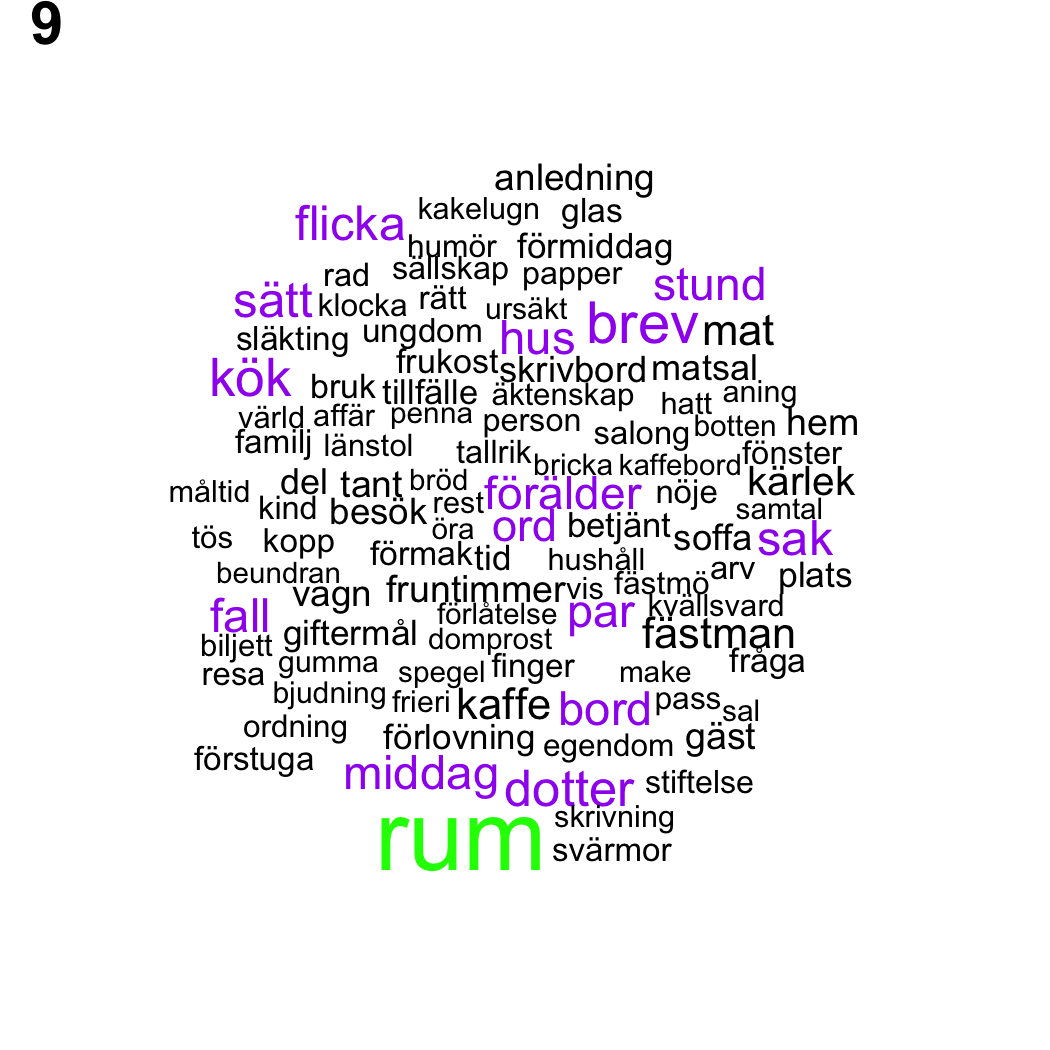 9
anledning
flicka kakelugn glas
humör förmiddag
rad sällskap papper stund
sätt klocka rätt ursäkt brev mat
släkting ungdom hus
kök frukost skrivbord matsal
bruk tillfälle äktenskap hatt aning
värld affär penna person salong botten hem
familj länstol tallrik bricka kaffebord fönster
måltid del tant bröd förälder nöje kärlek
kind besök rest ord betjänt samtal
tös kopp öra soffa sak
förmak tid hushåll
beundran vagn fruntimmer vis fästmö arv plats
fall förlåtelse par kvällsvard
biljett giftermål domprost fästman
resa gumma spegel finger make fråga
bjudning frieri kaffe bord pass sal
ordning förlovning egendom gäst
förstuga middag dotter stiftelse
rum skrivning
svärmor